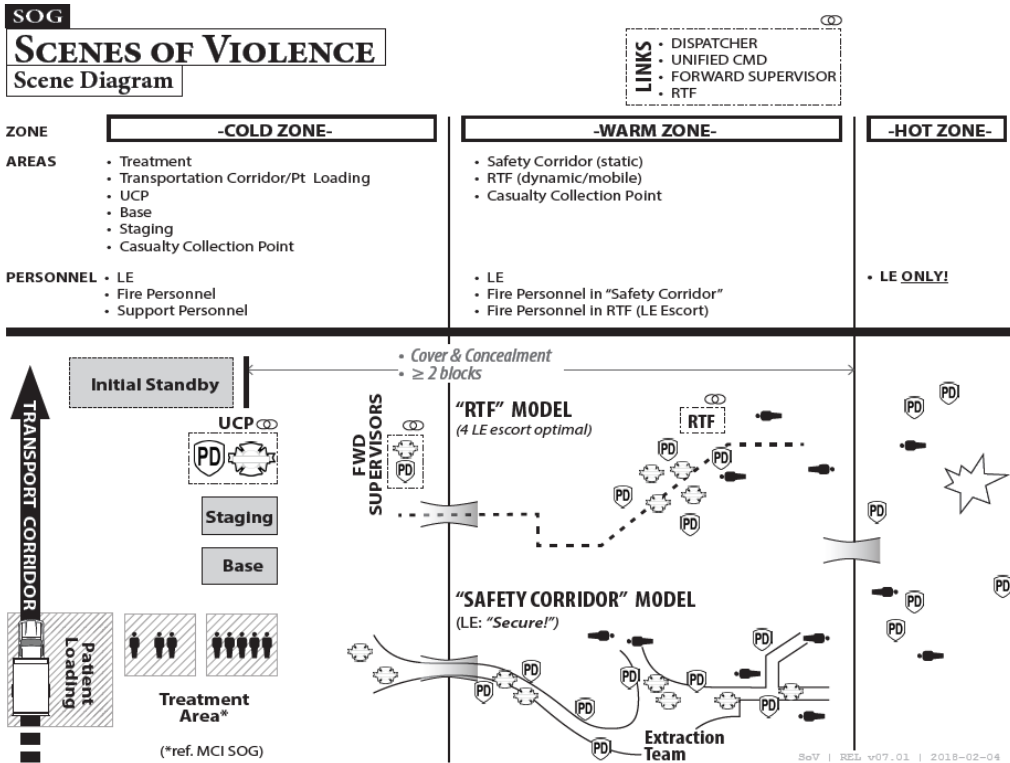 SOG
SCENES OF VIOLENCE
Scene Diagram
LINKS
• DISPATCHER
• UNIFIED CMD
• FORWARD SUPERVISOR
• RTF
ZONE
-COLD ZONE-
-WARM ZONE-
-HOT ZONE-
AREAS
• Treatment
• Transportation Corridor/Pt Loading
• UCP
• Base
• Staging
• Casualty Collection Point
• Safety Corridor (static)
• RTF (dynamic/mobile)
• Casualty Collection Point
PERSONNEL
• LE
• Fire Personnel
• Support Personnel
• LE
• Fire Personnel in “Safety Corridor”
• Fire Personnel in RTF (LE Escort)
• LE ONLY!
• Cover & Concealment
• ≥ 2 blocks
Initial Standby
TRANSPORT CORRIDOR
UCP
PD
FWD
SUPERVISORS
PD
“RTF” MODEL
(4 LE escort optimal)
RTF
PD
PD
PD
PD
PD
PD
PD
Staging
Base
PD
PD
PD
“SAFETY CORRIDOR” MODEL
(LE: “Secure!”)
PD
PD
PD
PD
PD
PD
PD
PD
Extraction
Team
Patient
Loading
Treatment
Area*
(*ref. MCI SOG)
SoV | REL v07.01 | 2018-02-04